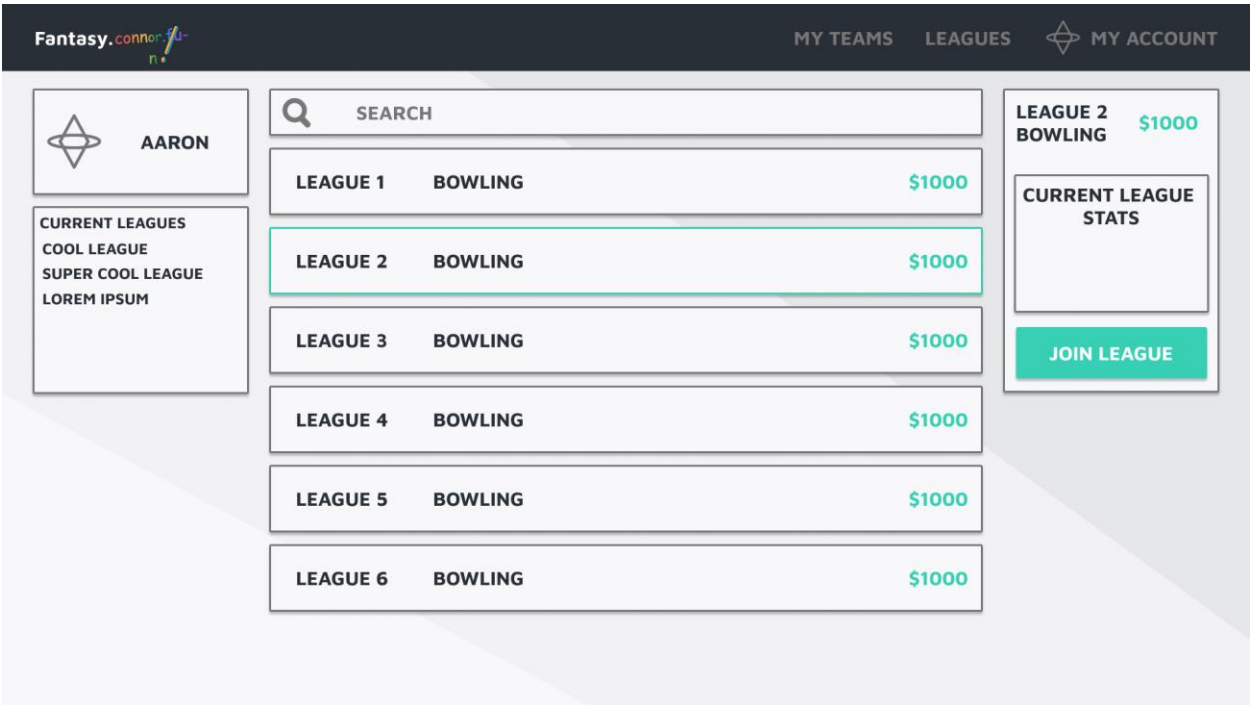 Fantasy.connor.fu-
n.
MY TEAMS LEAGUES MY ACCOUNT
AARON
CURRENT LEAGUES
COOL LEAGUE
SUPER COOL LEAGUE
LOREM IPSUM
SEARCH
LEAGUE 1 BOWLING $1000
LEAGUE 2 BOWLING $1000
LEAGUE 3 BOWLING $1000
LEAGUE 4 BOWLING $1000
LEAGUE 5 BOWLING $1000
LEAGUE 6 BOWLING $1000
LEAGUE 2
BOWLING
$1000
CURRENT LEAGUE
STATS
JOIN LEAGUE